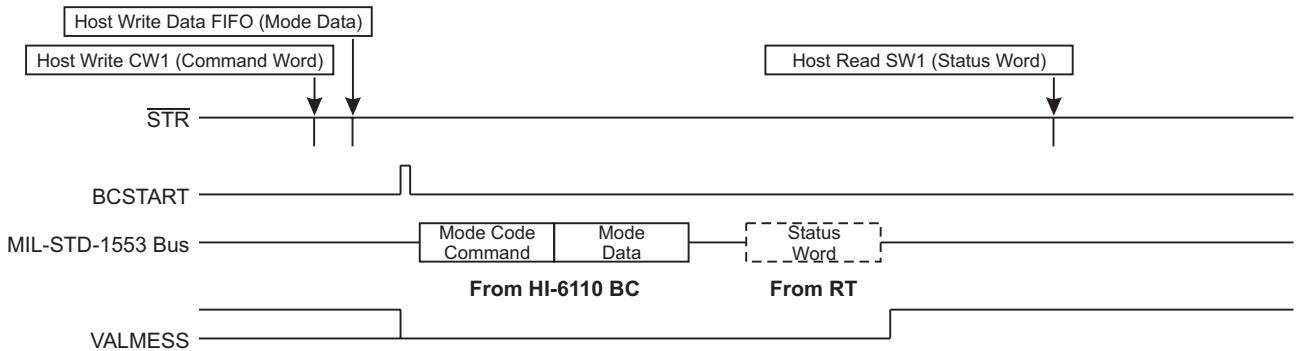 Host Write Data FIFO (Mode Data)
Host Write CW1 (Command Word)
Host Read SW1 (Status Word)
STR
BCSTART
MIL-STD-1553 Bus
Mode Code
Command
Mode
Data
Status
Word
From HI-6110 BC
From RT
VALMESS